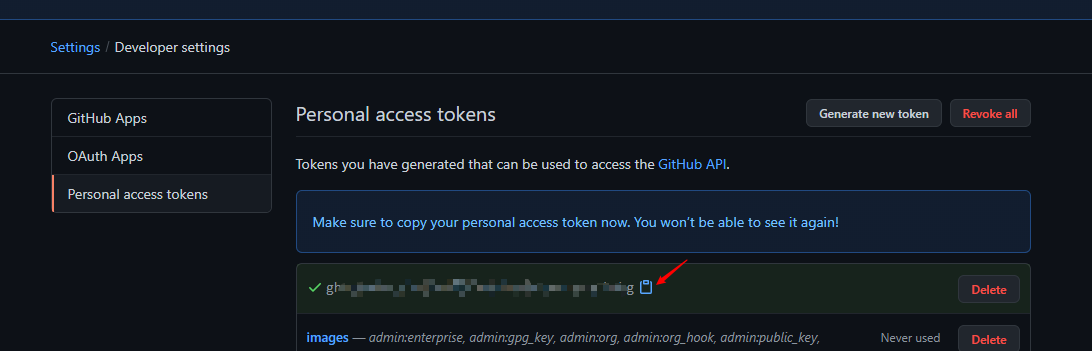 Settings / Developer settings
GitHub Apps
OAuth Apps
Personal access tokens
Personal access tokens
Generate new token
Revoke all
Tokens you have generated that can be used to access the GitHub API.
Make sure to copy your personal access token now. You won't be able to see it again!
Delete
images — admin:enterprise, admin:gpg_key, admin:org, admin:org_hook, admin:public_key,
Never used
Delete